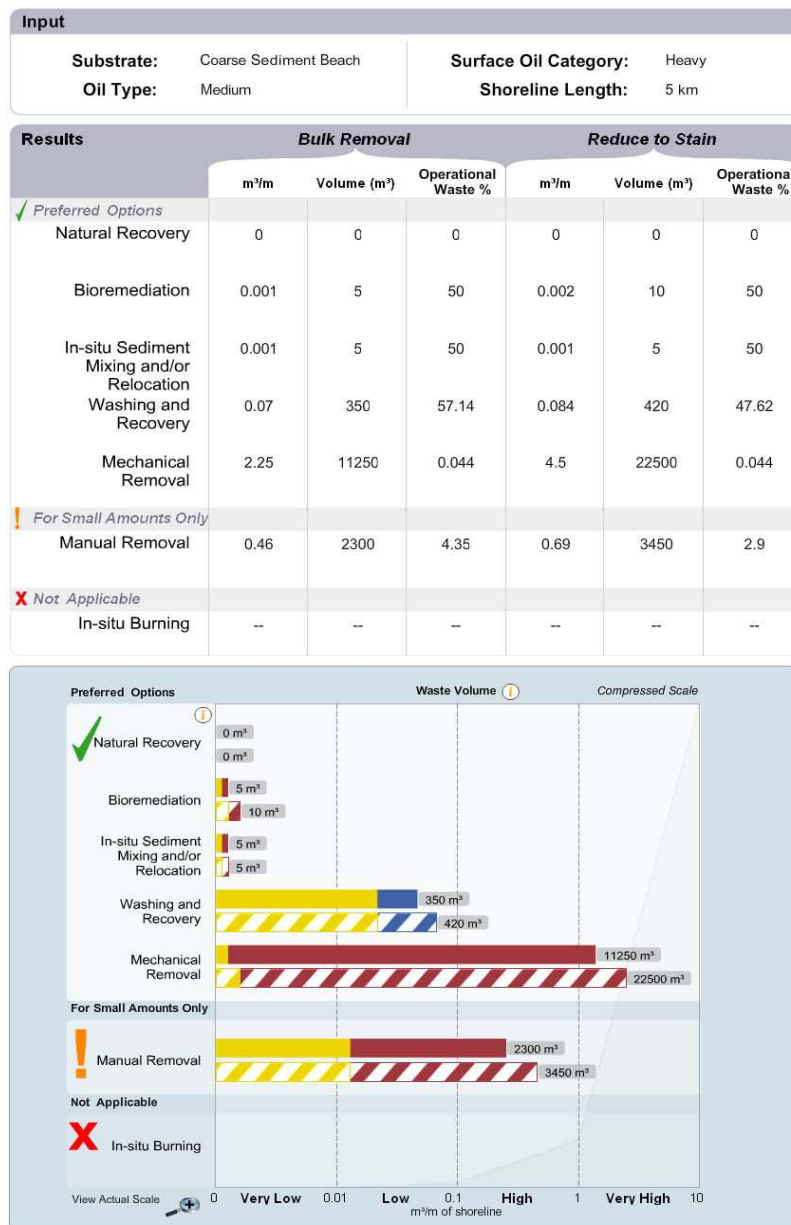 Input
Substrate: Coarse Sediment Beach Surface Oil Category: Heavy
Oil Type: Medium Shoreline Length: 5 km
Results Bulk Removal Reduce to Stain
m³/m Volume (m³) Operational Waste % m³/m Volume (m³) Operationa Waste %
Preferred Options
Natural Recovery 0 0 0 0 0 0
Bioremediation 0.001 5 50 0.002 10 50
In-situ Sediment Mixing and/or Relocation 0.001 5 50 0.001 5 50
Washing and Recovery 0.07 350 57.14 0.084 420 47.62
Mechanical Removal 2.25 11250 0.044 4.5 22500 0.044
! For Small Amounts Only
Manual Removal 0.46 2300 4.35 0.69 3450 2.9
X Not Applicable
In-situ Burning -- -- -- -- -- --
Preferred Options Waste Volume i Compressed Scale
i
Natural Recovery 0 m³
0 m³
Bioremediation 5 m³
10 m³
In-situ Sediment Mixing and/or Relocation 5 m³
5 m³
Washing and Recovery 350 m³
420 m³
Mechanical Removal 11250 m³
22500 m³
For Small Amounts Only
! Manual Removal 2300 m³
3450 m³
Not Applicable
X In-situ Burning
View Actual Scale 0 Very Low 0.01 Low 0.1 High 1 Very High 10
m³/m of shoreline